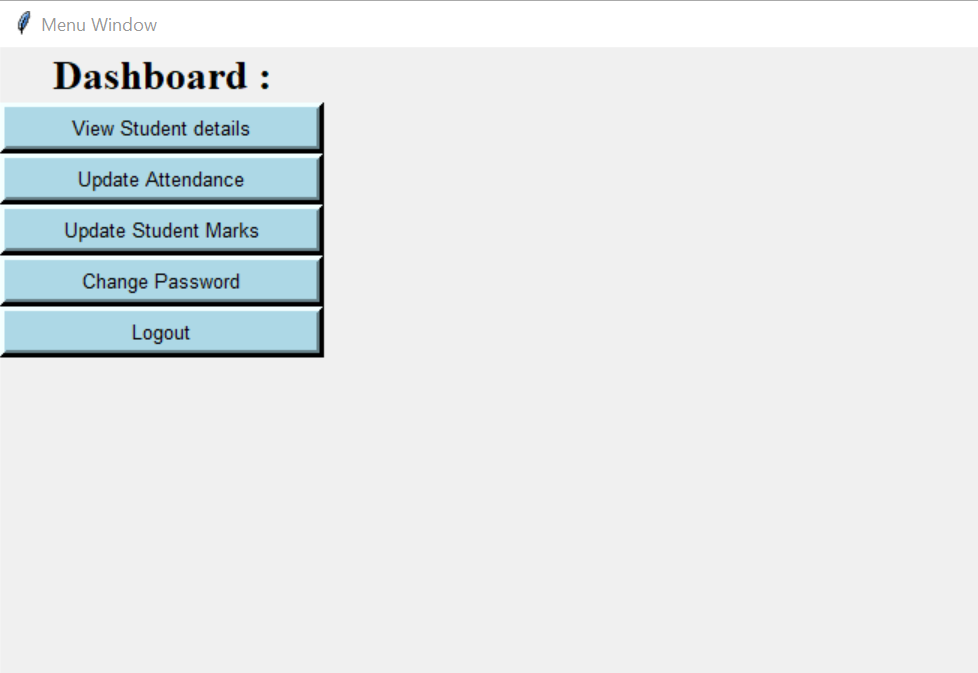 Menu Window
Dashboard :
View Student details
Update Attendance
Update Student Marks
Change Password
Logout